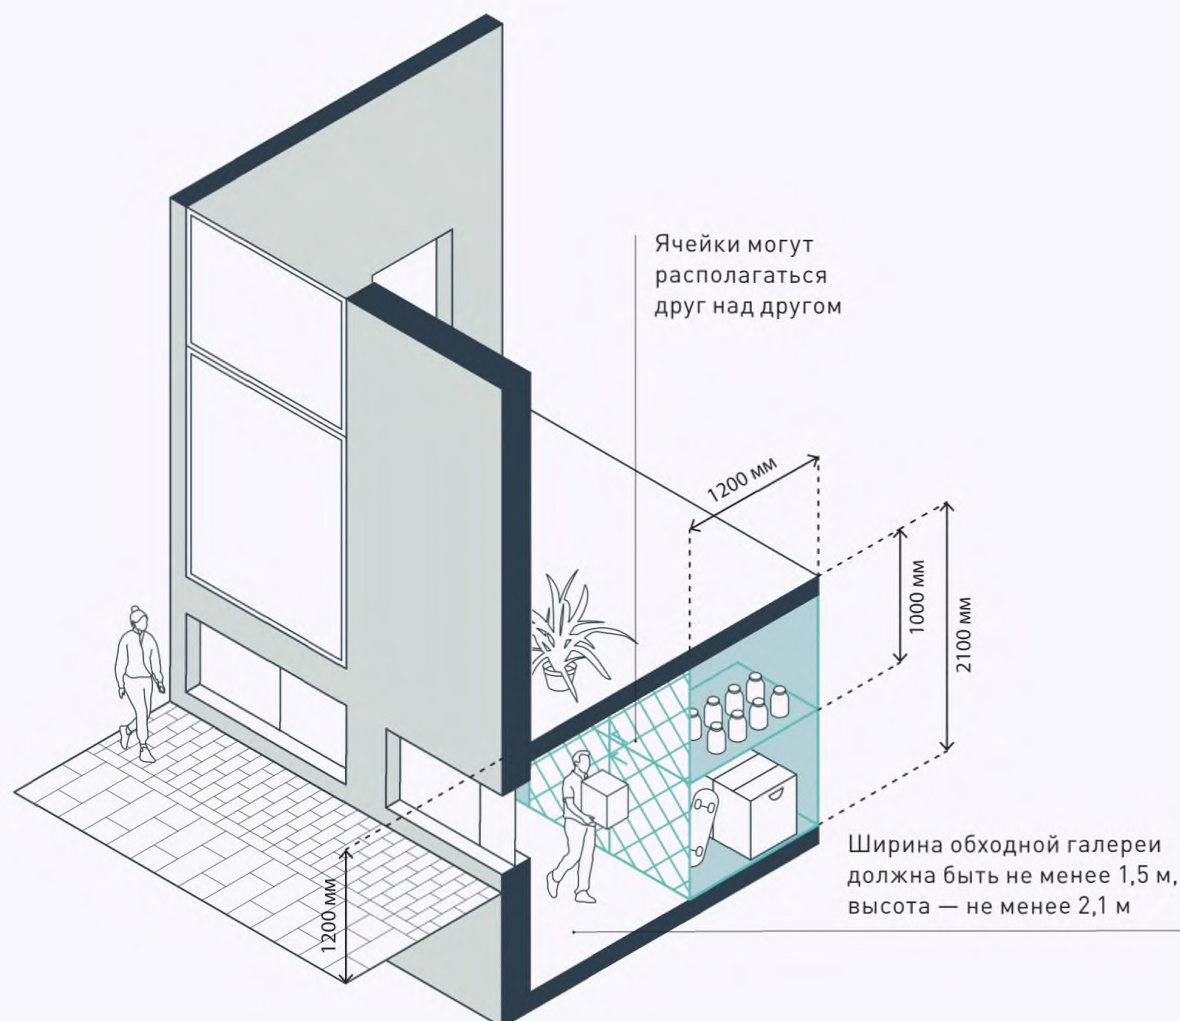 Ячейки могут
располагаться
друг над другом
1200 мм
1000 мм
2100 мм
Ширина обходной галереи
должна быть не менее 1,5 м,
высота — не менее 2,1 м
1200 мм